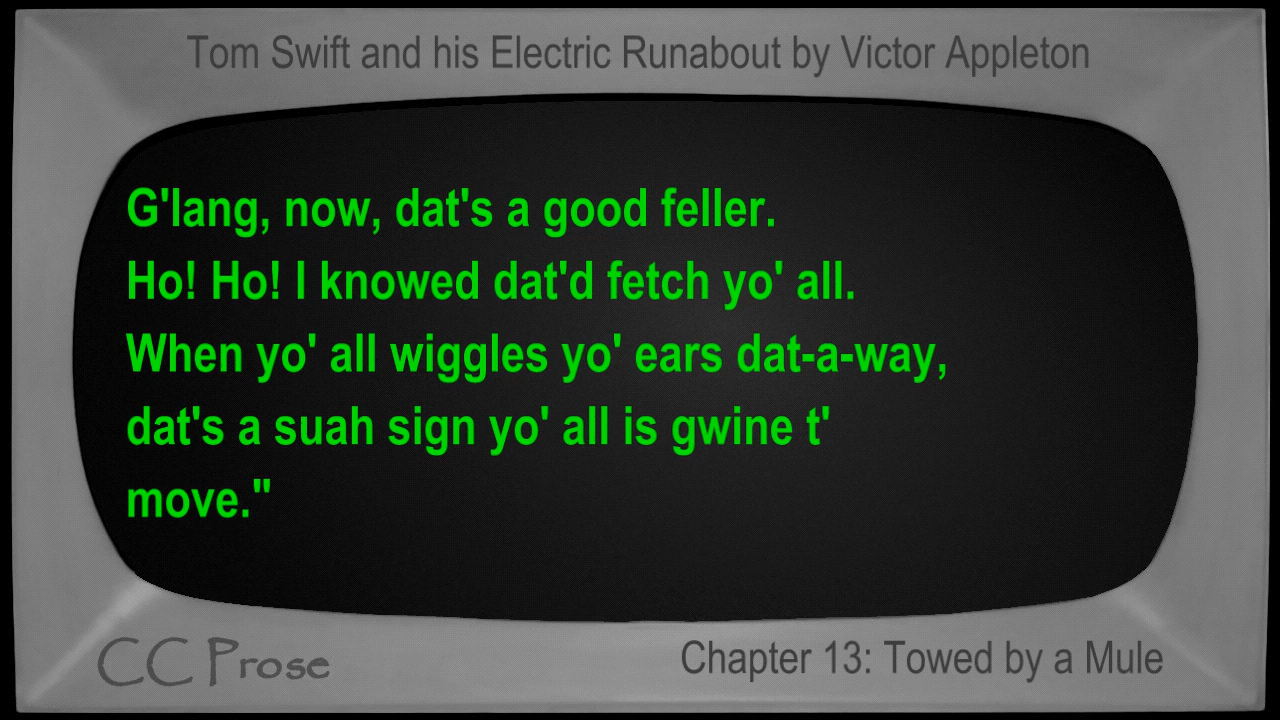 Tom Swift and his Electric Runabout by Victor Appleton
G'lang, now, dat's a good feller.
Ho! Ho! I knowed dat'd fetch yo' all.
When yo' all wiggles yo' ears dat-a-way,
dat's a suah sign yo' all is gwine t'
move."
CC Prose
Chapter 13: Towed by a Mule